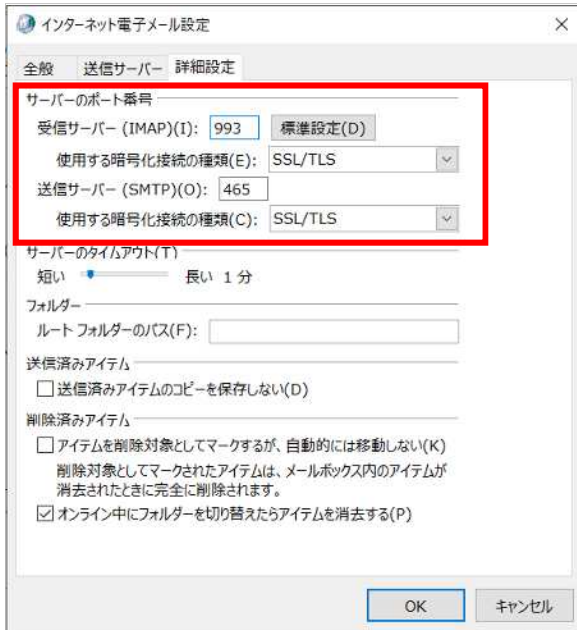 インターネット電子メール設定
全般 送信サーバー 詳細設定
サーバーのポート番号
受信サーバー (IMAP)(I): 993 標準設定(D)
使用する暗号化接続の種類(E): SSL/TLS
送信サーバー (SMTP)(O): 465
使用する暗号化接続の種類(C): SSL/TLS
サーバーのタイムアウト(T)
短い 長い 1 分
フォルダー
ルート フォルダーのパス(F):
送信済みアイテム
送信済みアイテムのコピーを保存しない(D)
削除済みアイテム
アイテムを削除対象としてマークするが、自動的には移動しない(K)
削除対象としてマークされたアイテムは、メールボックス内のアイテムが
消去されたときに完全に削除されます。
オンライン中にフォルダーを切り替えたらアイテムを消去する(P)
OK キャンセル